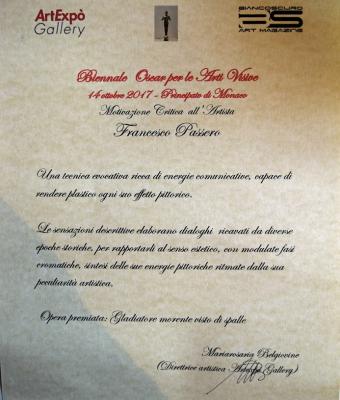 ArtExpò
Gallery
BIANCOSCURO
ART MAGAZINE
Biennale Oscar per le Arti Visive
14 ottobre 2017 - Principato di Monaco
Motivazione Critica all'Artista
Francesco Passero
Una tecnica evocativa ricca di energie comunicative, capace di
rendere plastico ogni suo effetto pittorico.
Le sensazioni descrittive elaborano dialoghi ricavati da diverse
epoche storiche, per rapportarli al senso estetico, con modulate fasi
cromatiche, sintesi delle sue energie pittoriche ritmate dalla sua
peculiarità artistica.
Opera premiata: Gladiatore morente visto di spalle
Mariarosaria Belgiovine
(Direttrice artistica Artexpò Gallery)